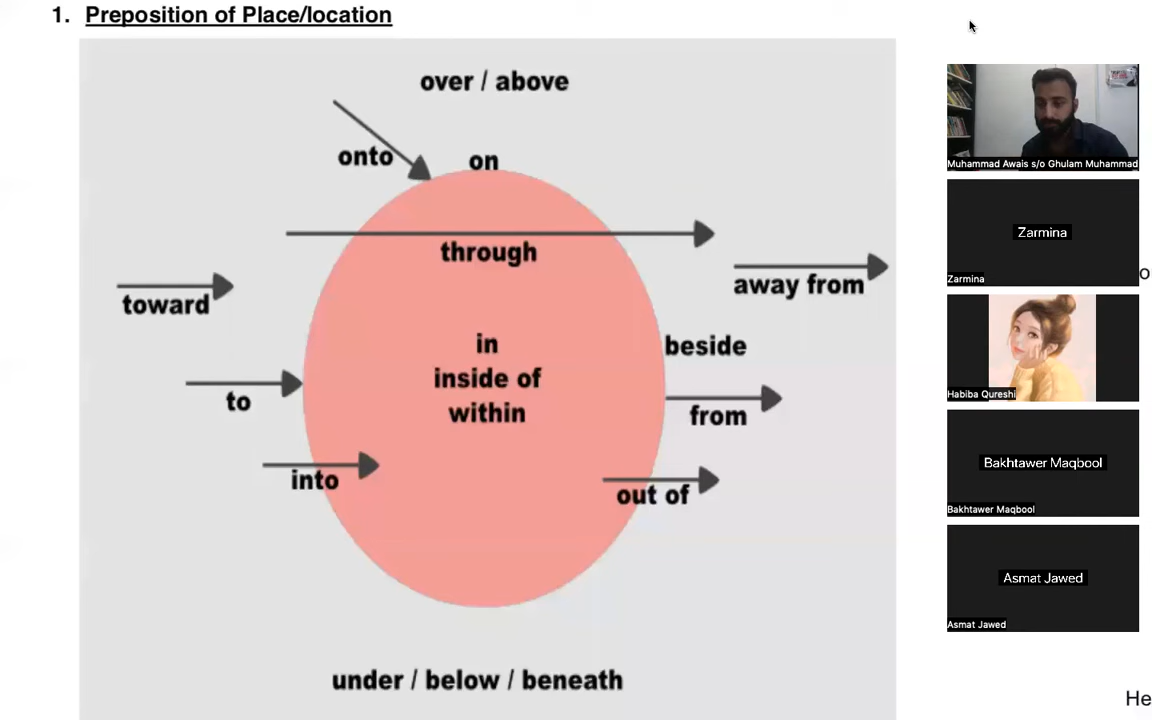 1. Preposition of Place/location
over / above
onto
on
through
away from
toward
in
beside
inside of
to
within
from
into
out of
under / below / beneath
Muhammad Awais s/o Ghulam Muhammad
Zarmina
Zarmina
o
Habiba Qureshi
Bakhtawer Maqbool
Bakhtawer Maqbool
Asmat Jawed
Asmat Jawed
He